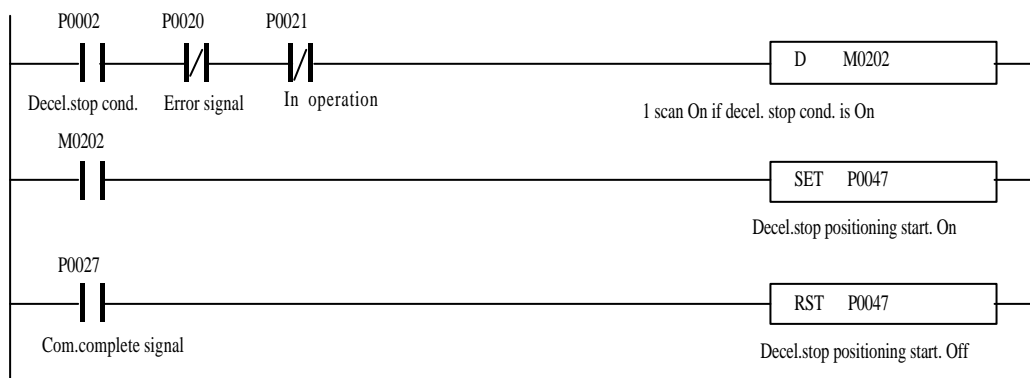 P0002 P0020 P0021
D M0202
Decel.stop cond. Error signal In operation
1 scan On if decel. stop cond. is On
M0202
SET P0047
Decel.stop positioning start. On
P0027
RST P0047
Com.complete signal
Decel.stop positioning start. Off